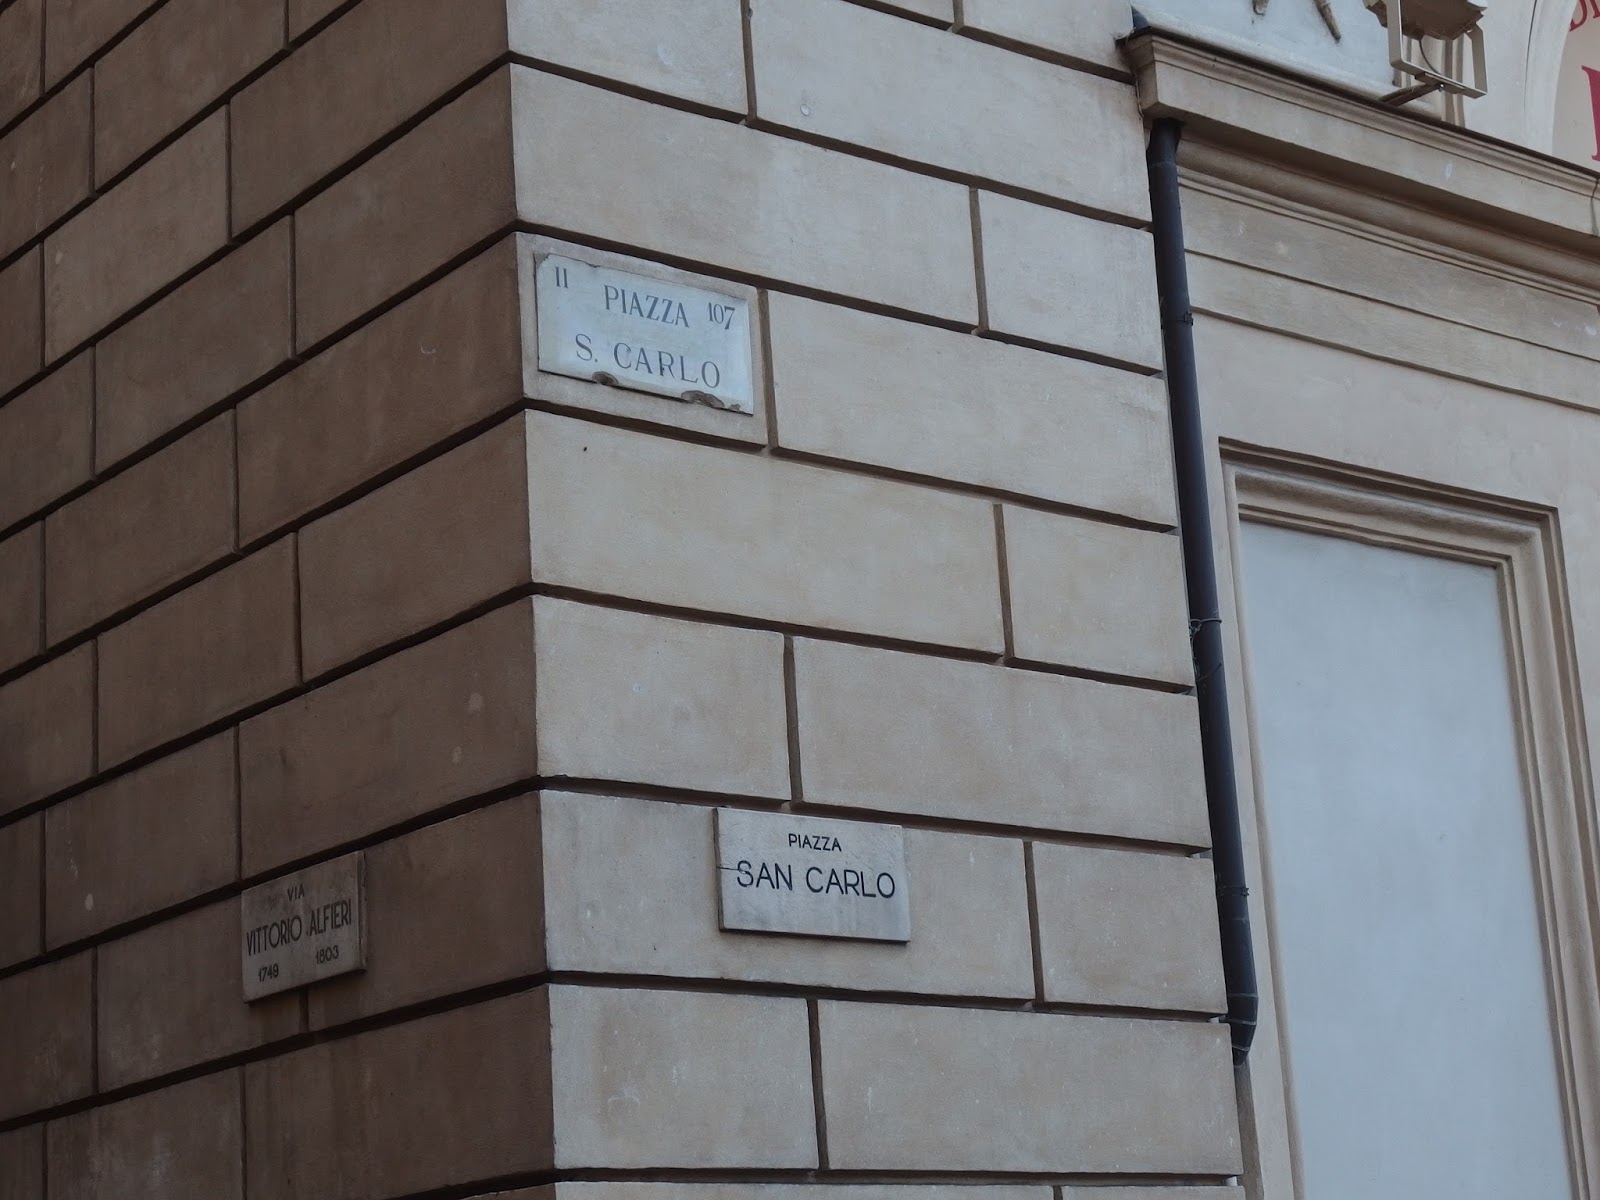 II PIAZZA 107
S. CARLO
PIAZZA
SAN CARLO
VIA
VITTORIO ALFIERI
1749 1803